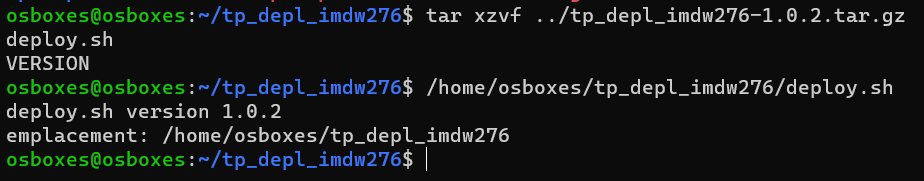 osboxes@osboxes:~/tp_depl_imdw276$ tar xzvf ../tp_depl_imdw276-1.0.2.tar.gz
deploy.sh
VERSION
osboxes@osboxes:~/tp_depl_imdw276$ /home/osboxes/tp_depl_imdw276/deploy.sh
deploy.sh version 1.0.2
emplacement: /home/osboxes/tp_depl_imdw276
osboxes@osboxes:~/tp_depl_imdw276$